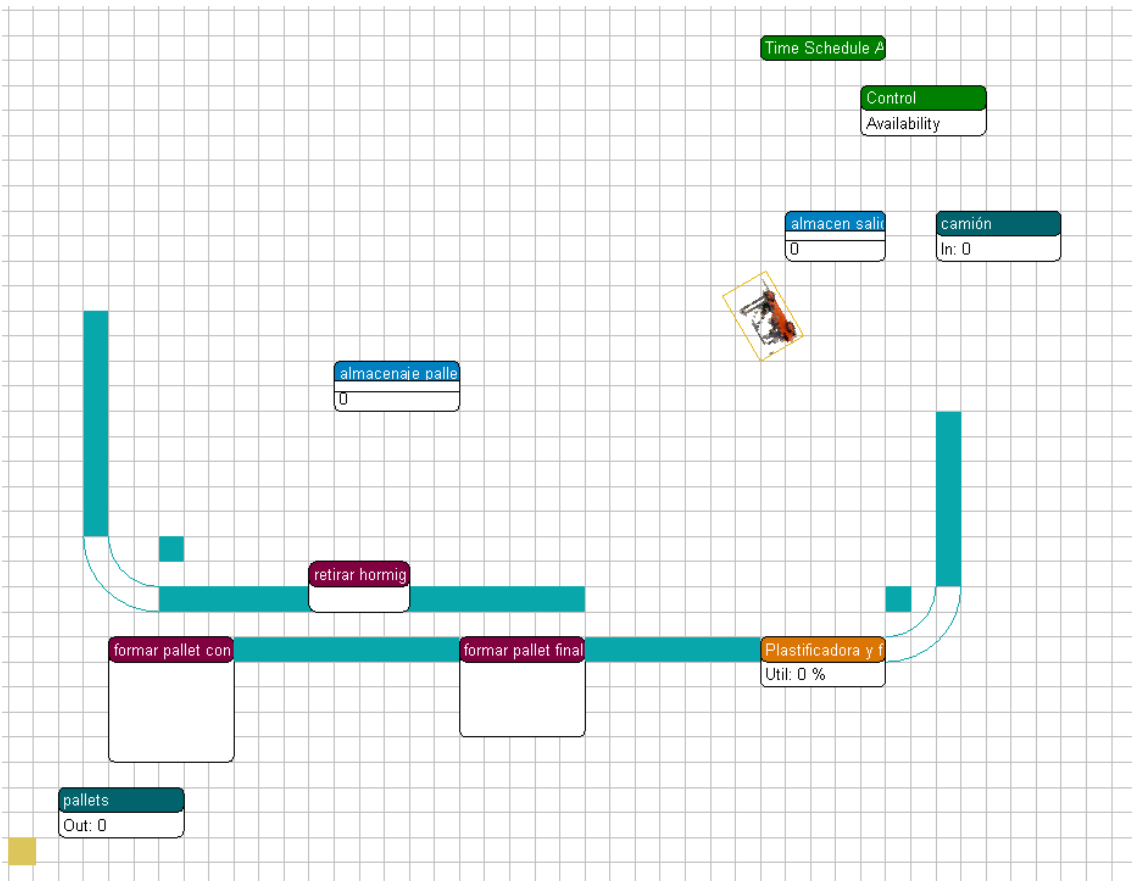 Time Schedule A
Control
Availability
almacen salid
0
camión
In: 0
almacenaje palle
0
retirar hormig
formar pallet con
formar pallet final
Plastificadora y f
Util: 0 %
pallets
Out: 0